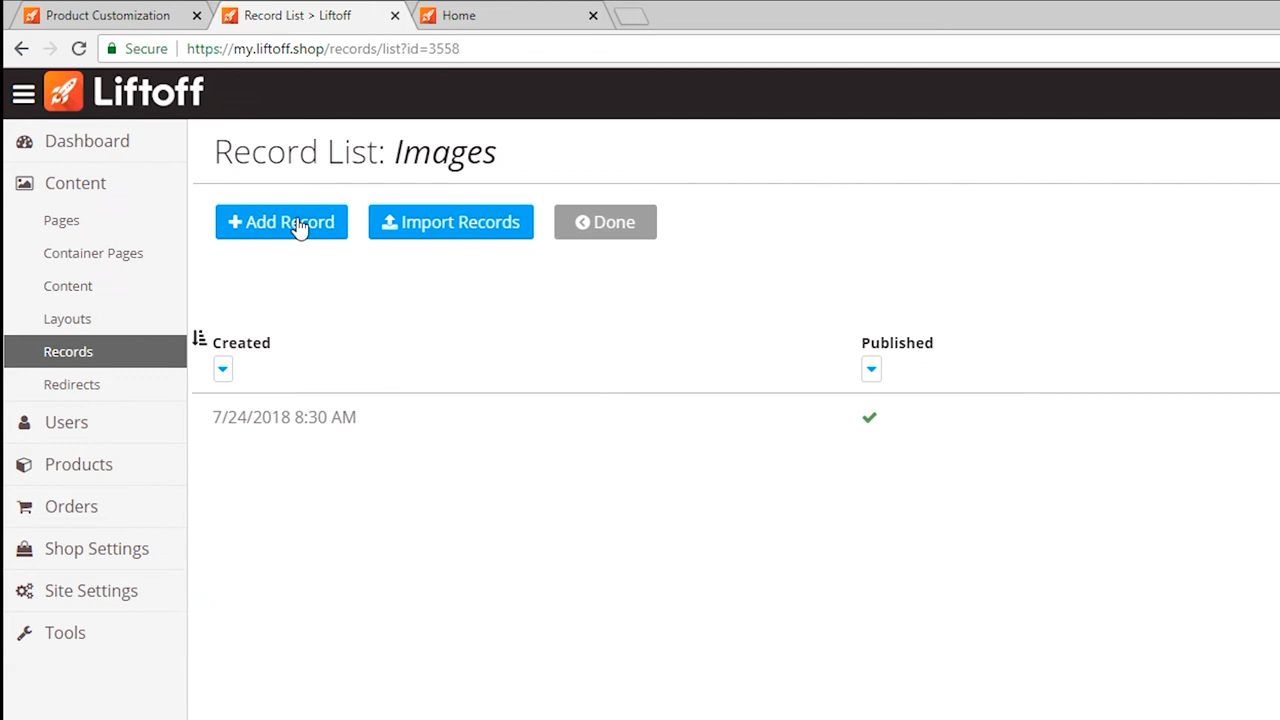 Product Customization
Record List > Liftoff
Home
Secure
https://my.liftoff.shop/records/list?id=3558
Liftoff
Dashboard
Content
Pages
Container Pages
Content
Layouts
Records
Redirects
Users
Products
Orders
Shop Settings
Site Settings
Tools
Record List: Images
Add Record
Import Records
Done
Created
Published
7/24/2018 8:30 AM